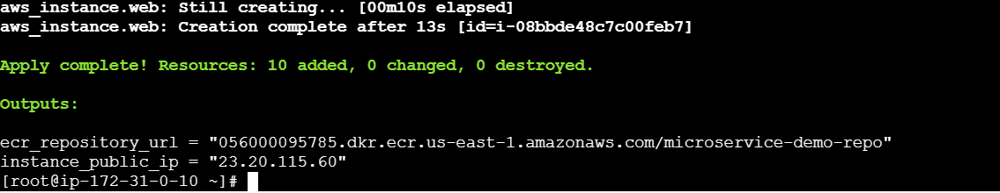 aws_instance.web: Still creating... [00m10s elapsed]
aws_instance.web: Creation complete after 13s [id=i-08bbde48c7c00feb7]
Apply complete! Resources: 10 added, 0 changed, 0 destroyed.
Outputs:
ecr_repository_url = "056000095785.dkr.ecr.us-east-1.amazonaws.com/microservice-demo-repo"
instance_public_ip = "23.20.115.60"
[root@ip-172-31-0-10 ~]#